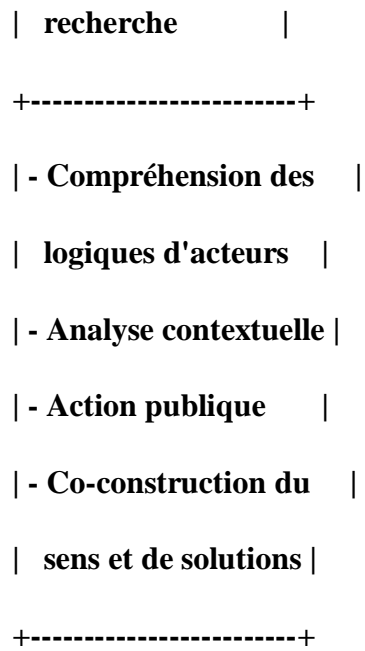 | recherche |
+-------------------------+
| - Compréhension des |
| logiques d'acteurs |
| - Analyse contextuelle |
| - Action publique |
| - Co-construction du |
| sens et de solutions |
+-------------------------+